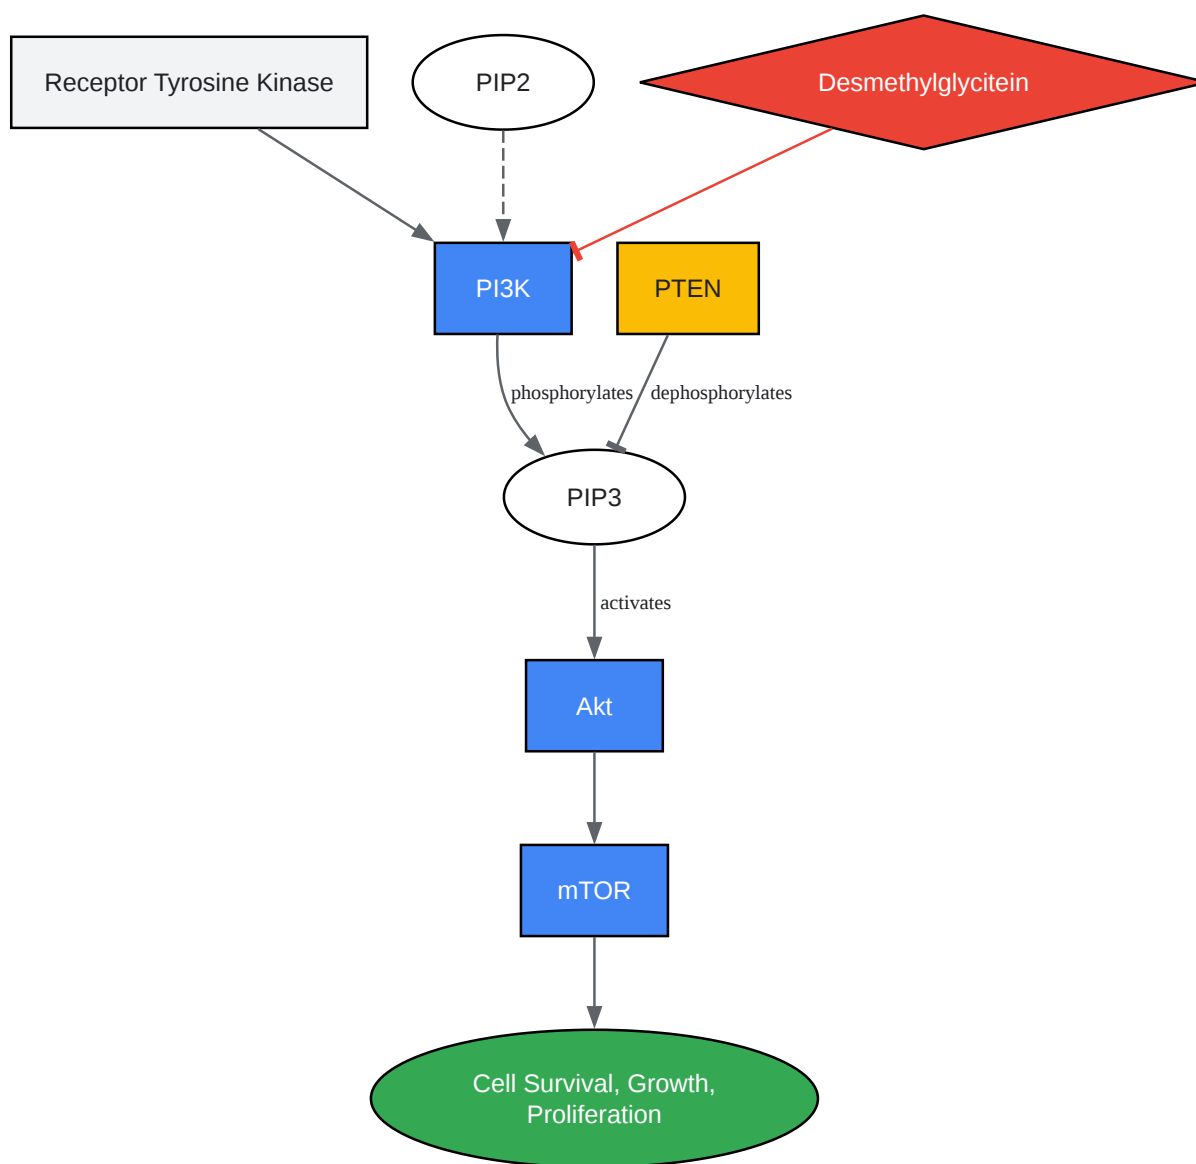 Receptor Tyrosine Kinase
PIP2
Desmethylglycitein
PI3K
PTEN
phosphorylates
dephosphorylates
PIP3
activates
Akt
mTOR
Cell Survival, Growth,
Proliferation